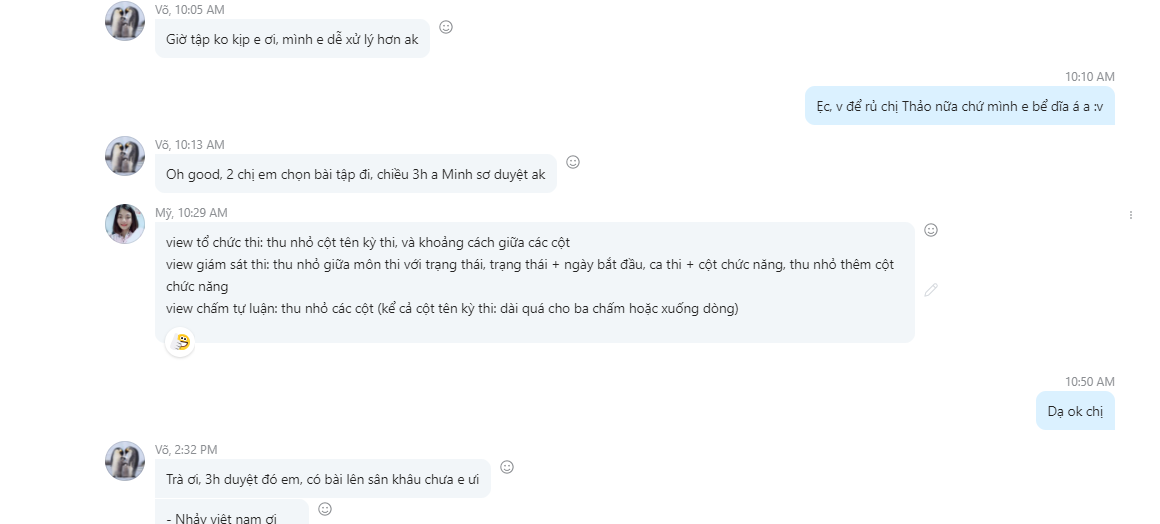 Võ, 10:05 AM
Giờ tập ko kịp e ơi, mình e dễ xử lý hơn ak
10:10 AM
Ẹc, v để rủ chị Thảo nữa chứ mình e bể dĩa á a :v
Võ, 10:13 AM
Oh good, 2 chị em chọn bài tập đi, chiều 3h a Minh sơ duyệt ak
Mỹ, 10:29 AM
view tổ chức thi: thu nhỏ cột tên kỳ thi, và khoảng cách giữa các cột
view giám sát thi: thu nhỏ giữa môn thi với trạng thái, trạng thái + ngày bắt đầu, ca thi + cột chức năng, thu nhỏ thêm cột
chức năng
view chấm tự luận: thu nhỏ các cột (kể cả cột tên kỳ thi: dài quá cho ba chấm hoặc xuống dòng)
10:50 AM
Dạ ok chị
Võ, 2:32 PM
Trà ơi, 3h duyệt đó em, có bài lên sân khâu chưa e ưi
- Nhảy việt nam ơi